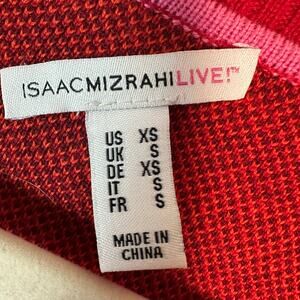 ISAACMIZRAHILIVE!™
US XS
UK S
DE XS
IT S
FR S
MADE IN
CHINA